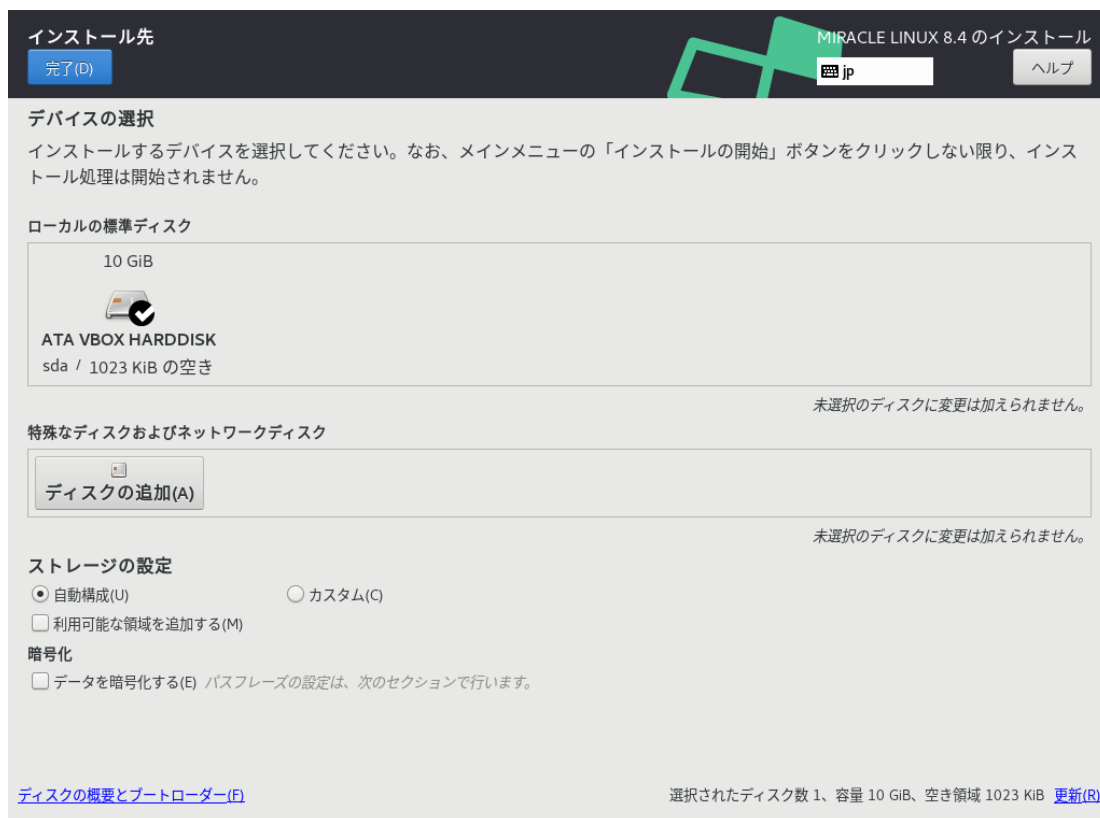 インストール先
MIRACLE LINUX 8.4 のインストール
完了(D)
jp
ヘルプ
デバイスの選択
インストールするデバイスを選択してください。なお、メインメニューの「インストールの開始」ボタンをクリックしない限り、インス
トール処理は開始されません。
ローカルの標準ディスク
10 GiB
ATA VBOX HARDDISK
sda / 1023 KiB の空き
未選択のディスクに変更は加えられません。
特殊なディスクおよびネットワークディスク
ディスクの追加(A)
未選択のディスクに変更は加えられません。
ストレージの設定
自動構成(U) カスタム(C)
利用可能な領域を追加する(M)
暗号化
データを暗号化する(E) パスフレーズの設定は、次のセクションで行います。
ディスクの概要とブートローダー(F) 選択されたディスク数 1、容量 10 GiB、空き領域 1023 KiB 更新(R)